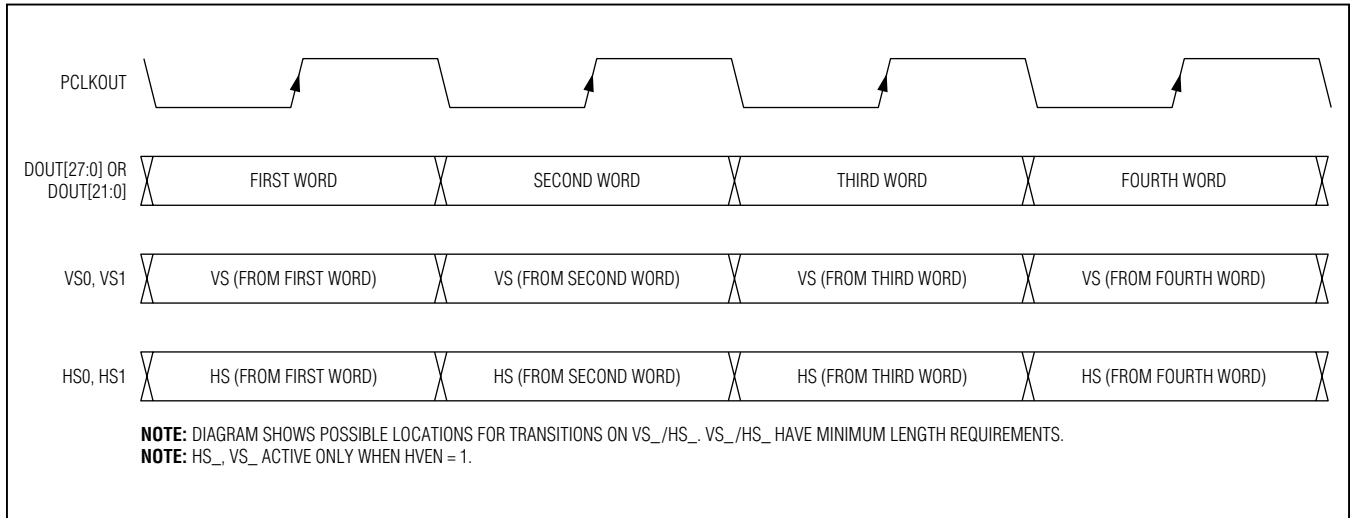 PCLKOUT
DOUT[27:0] OR
DOUT[21:0]
FIRST WORD
SECOND WORD
THIRD WORD
FOURTH WORD
VS0, VS1
VS (FROM FIRST WORD)
VS (FROM SECOND WORD)
VS (FROM THIRD WORD)
VS (FROM FOURTH WORD)
HS0, HS1
HS (FROM FIRST WORD)
HS (FROM SECOND WORD)
HS (FROM THIRD WORD)
HS (FROM FOURTH WORD)
NOTE: DIAGRAM SHOWS POSSIBLE LOCATIONS FOR TRANSITIONS ON VS_/HS_. VS_/HS_ HAVE MINIMUM LENGTH REQUIREMENTS.
NOTE: HS_, VS_ ACTIVE ONLY WHEN HVEN = 1.